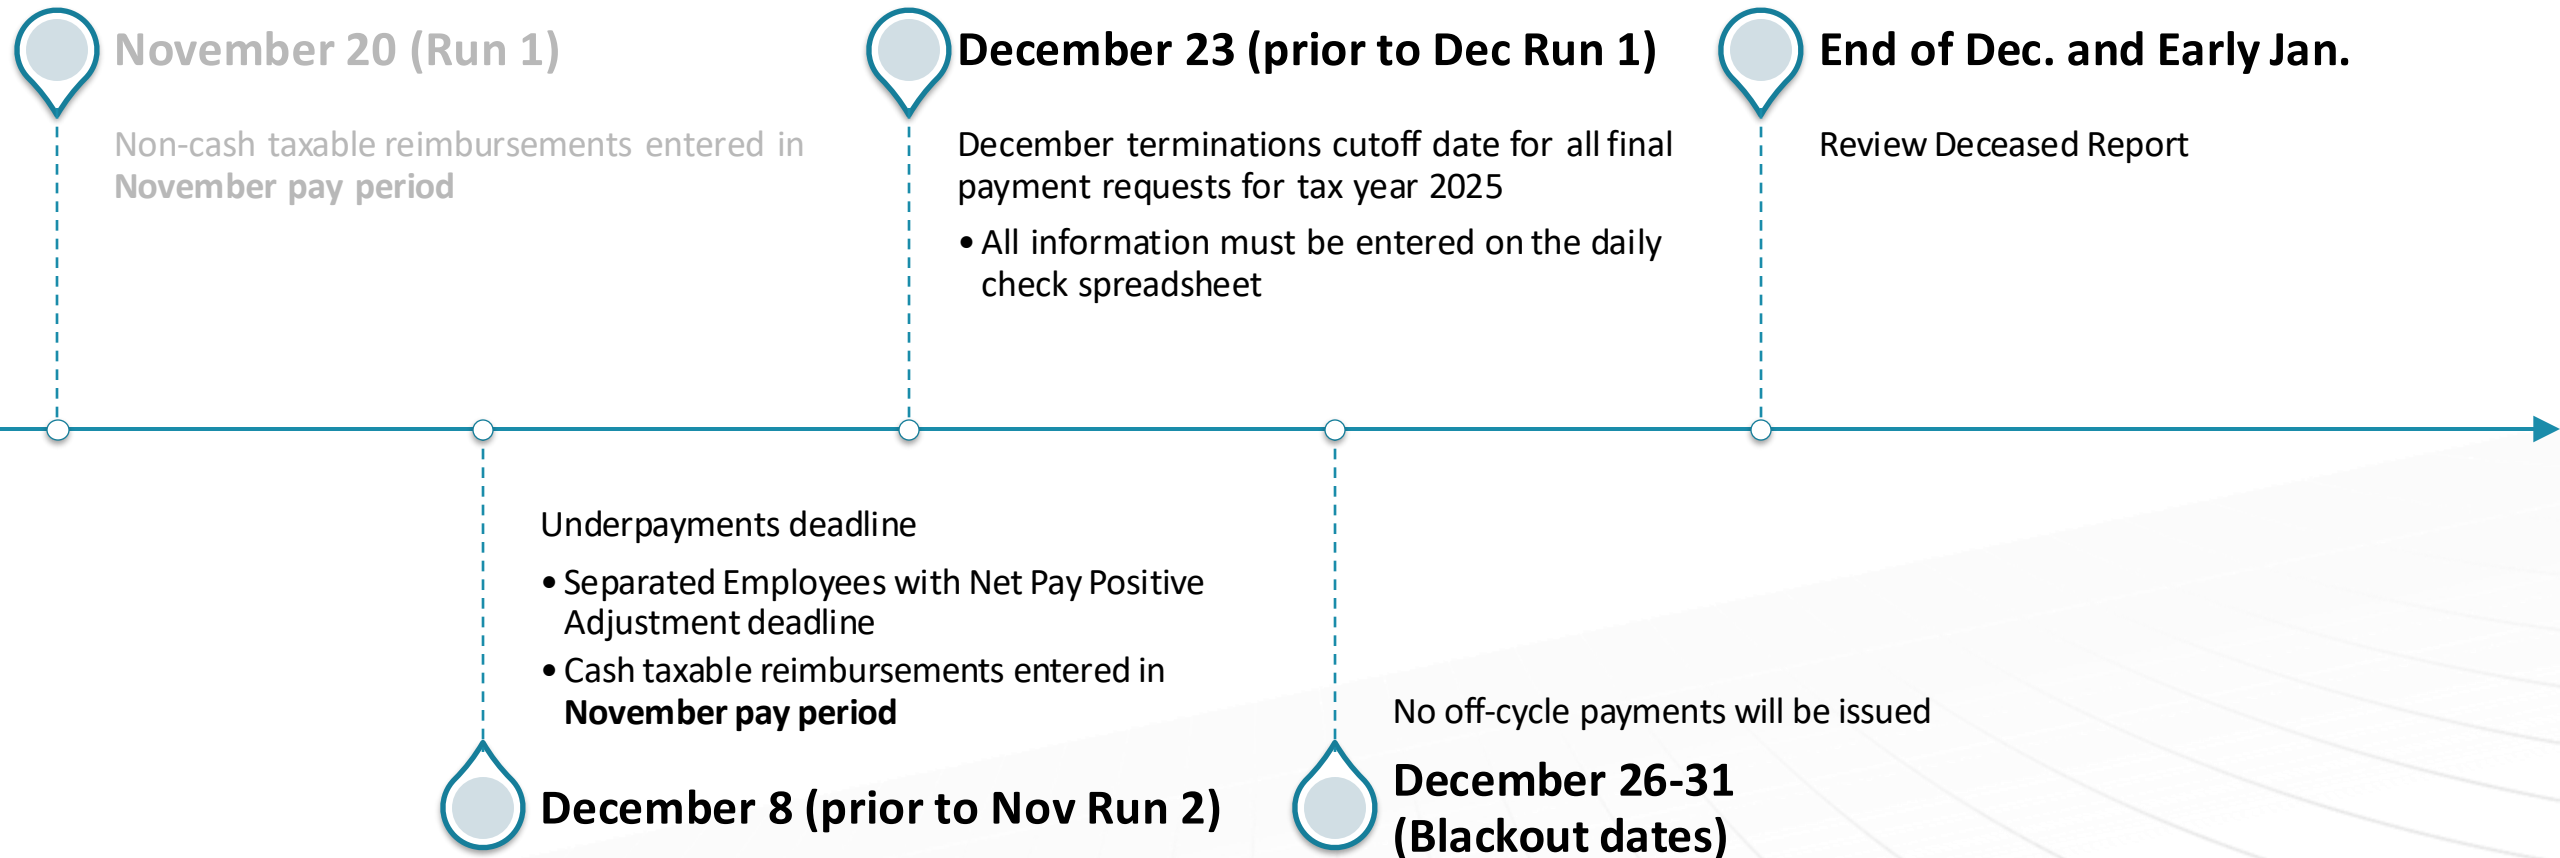 November 20 (Run 1)
Non-cash taxable reimbursements entered in
November pay period
Underpayments deadline
• Separated Employees with Net Pay Positive
Adjustment deadline
• Cash taxable reimbursements entered in
November pay period
December 8 (prior to Nov Run 2)
December 23 (prior to Dec Run 1)
December terminations cutoff date for all final
payment requests for tax year 2025
• All information must be entered on the daily
check spreadsheet
No off-cycle payments will be issued
December 26-31
(Blackout dates)
End of Dec. and Early Jan.
Review Deceased Report